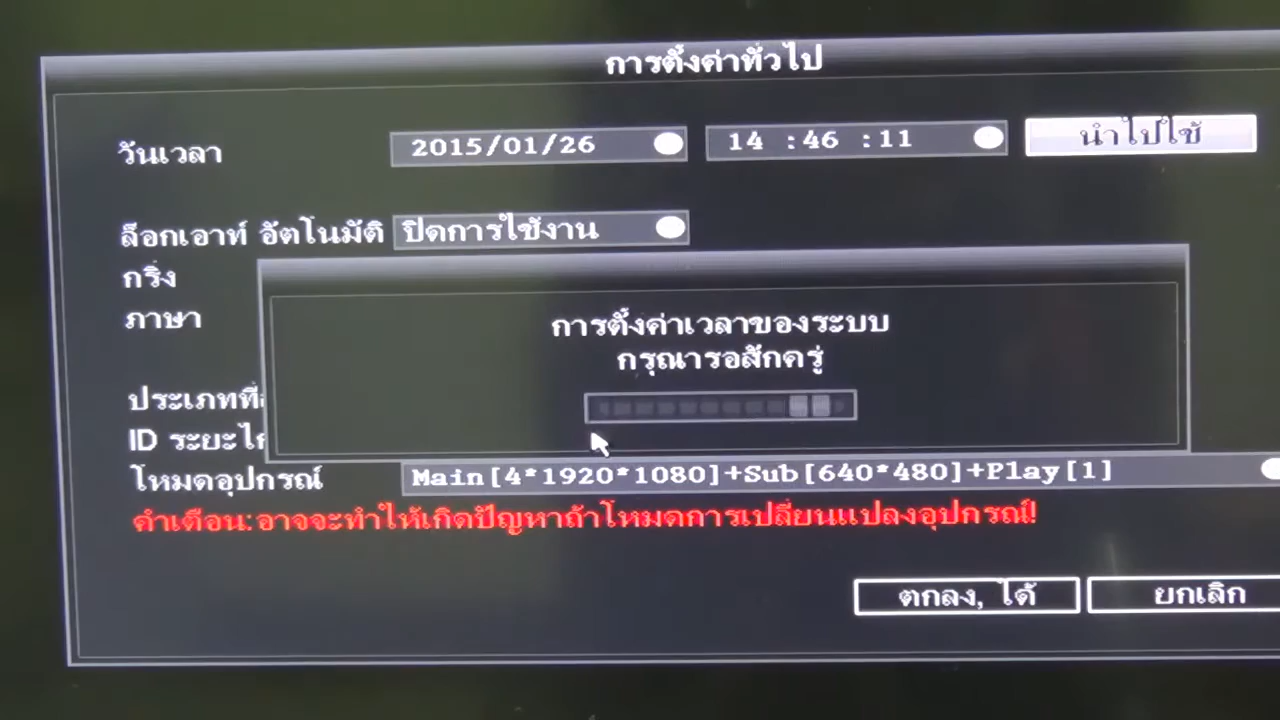 การตั้งค่าทั่วไป
วันเวลา 2015/01/26 14 :46 :11 นำไปใช้
ล็อกเอาท์ อัตโนมัติ ปิดการใช้งาน
กริ่ง
ภาษา
การตั้งค่าเวลาของระบบ
กรุณารอสักครู่
ประเภทที่
ID ระยะไก
โหมดอุปกรณ์ Main[4*1920*1080]+Sub[640*480]+Play[1]
คำเตือน:อาจจะทำให้เกิดปัญหาถ้าโหมดการเปลี่ยนแปลงอุปกรณ์!
ตกลง, ได้ ยกเลิก